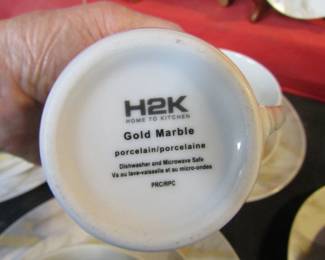 H2K
HOME TO KITCHEN
Gold Marble
porcelain/porcelaine
Dishwasher and Microwave Safe
Va au lave-vaisselle et au micro-ondes
PRC/RPC